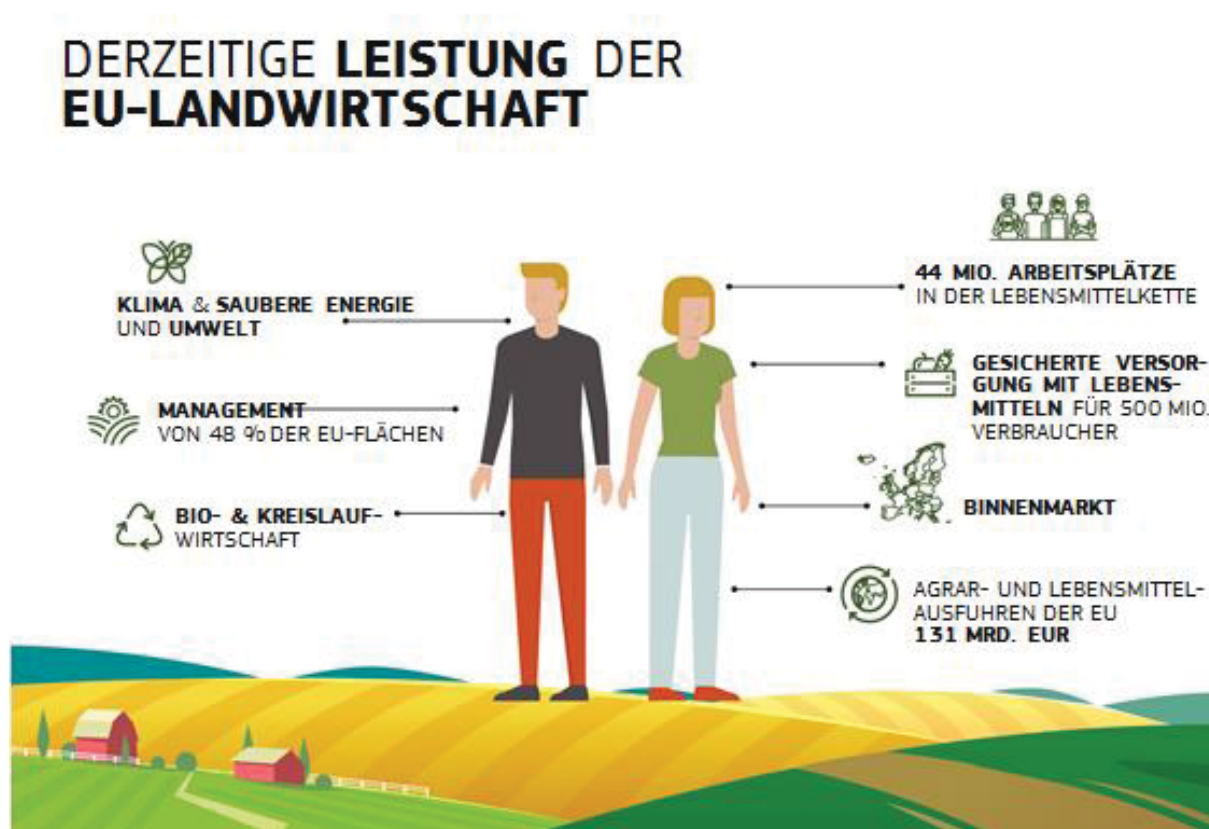 DERZEITIGE LEISTUNG DER
EU-LANDWIRTSCHAFT
KLIMA & SAUBERE ENERGIE
UND UMWELT
MANAGEMENT
VON 48 % DER EU-FLÄCHEN
BIO- & KREISLAUF-
WIRTSCHAFT
44 MIO. ARBEITSPLÄTZE
IN DER LEBENSMITTELKETTE
GESICHERTE VERSOR-
GUNG MIT LEBENS-
MITTELN FÜR 500 MIO.
VERBRAUCHER
BINNENMARKT
AGRAR- UND LEBENSMITTEL-
AUSFUHREN DER EU
131 MRD. EUR